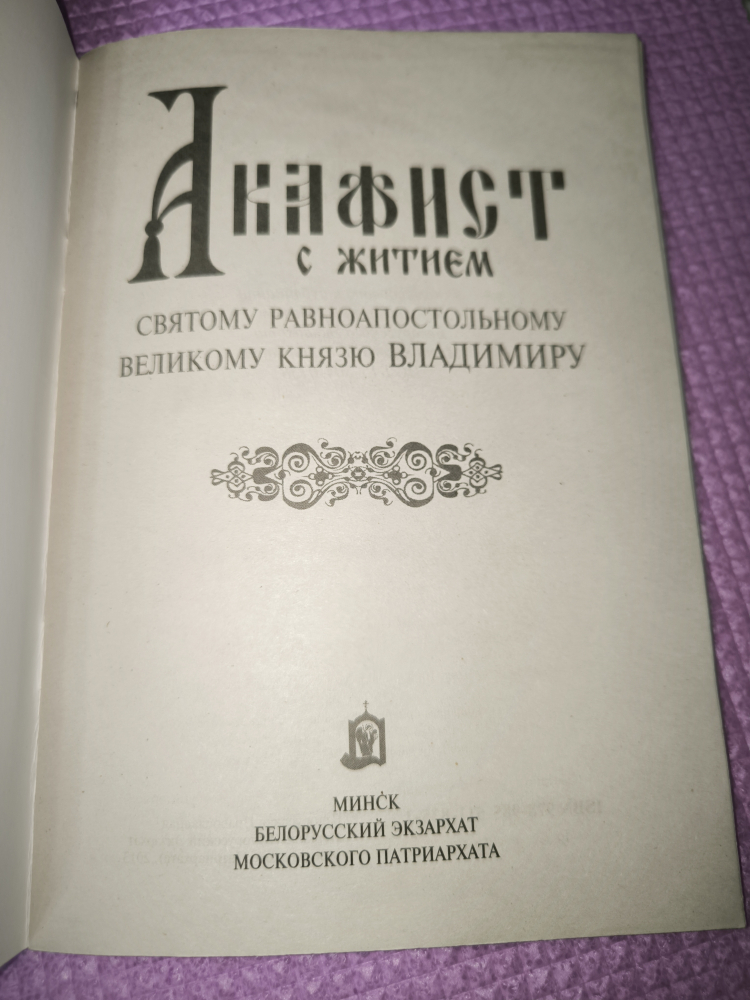 Акафист
с житием
СВЯТОМУ РАВНОАПОСТОЛЬНОМУ
ВЕЛИКОМУ КНЯЗЮ ВЛАДИМИРУ
МИНСК
БЕЛОРУССКИЙ ЭКЗАРХАТ
МОСКОВСКОГО ПАТРИАРХАТА